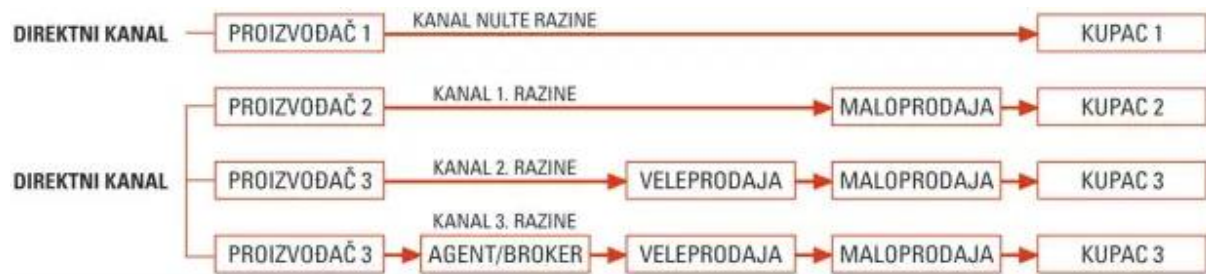 DIREKTNI KANAL PROIZVOĐAČ 1 KANAL NULTE RAZINE KUPAC 1
PROIZVOĐAČ 2 KANAL 1. RAZINE MALOPRODAJA KUPAC 2
DIREKTNI KANAL PROIZVOĐAČ 3 KANAL 2. RAZINE VELEPRODAJA MALOPRODAJA KUPAC 3
KANAL 3. RAZINE
PROIZVOĐAČ 3 AGENT/BROKER VELEPRODAJA MALOPRODAJA KUPAC 3